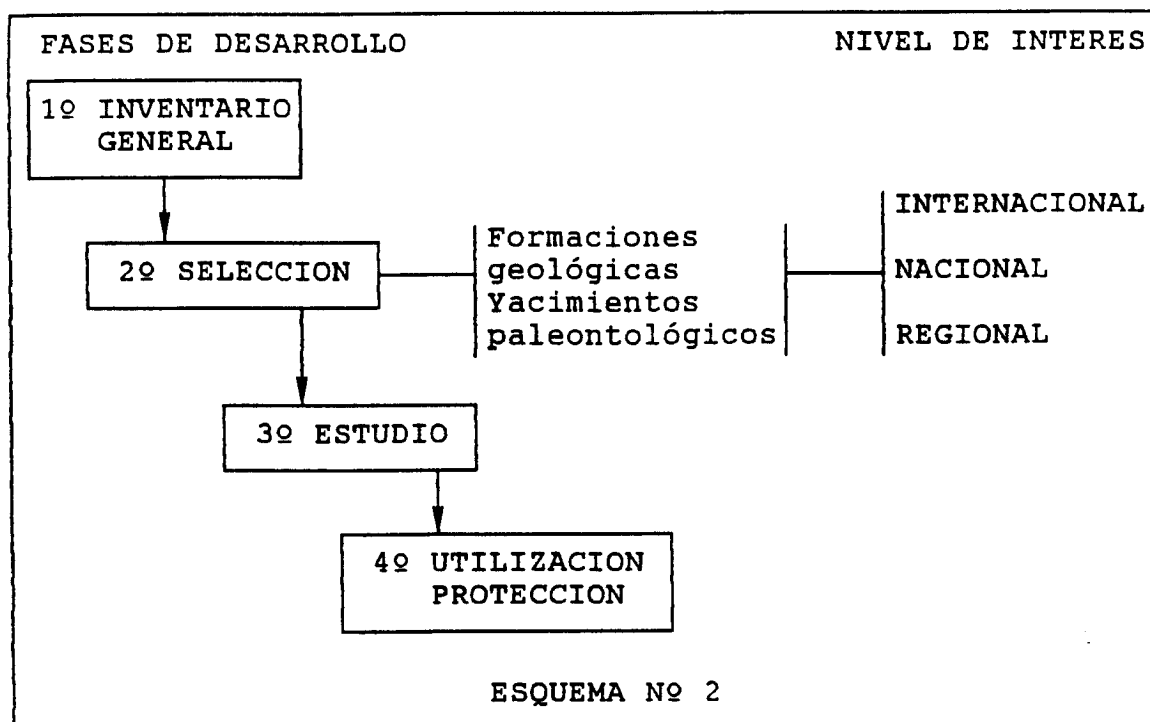 FASES DE DESARROLLO
NIVEL DE INTERES
1º INVENTARIO
GENERAL
2º SELECCION
Formaciones
geológicas
Yacimientos
paleontológicos
INTERNACIONAL
NACIONAL
REGIONAL
3º ESTUDIO
4º UTILIZACION
PROTECCION
ESQUEMA Nº 2